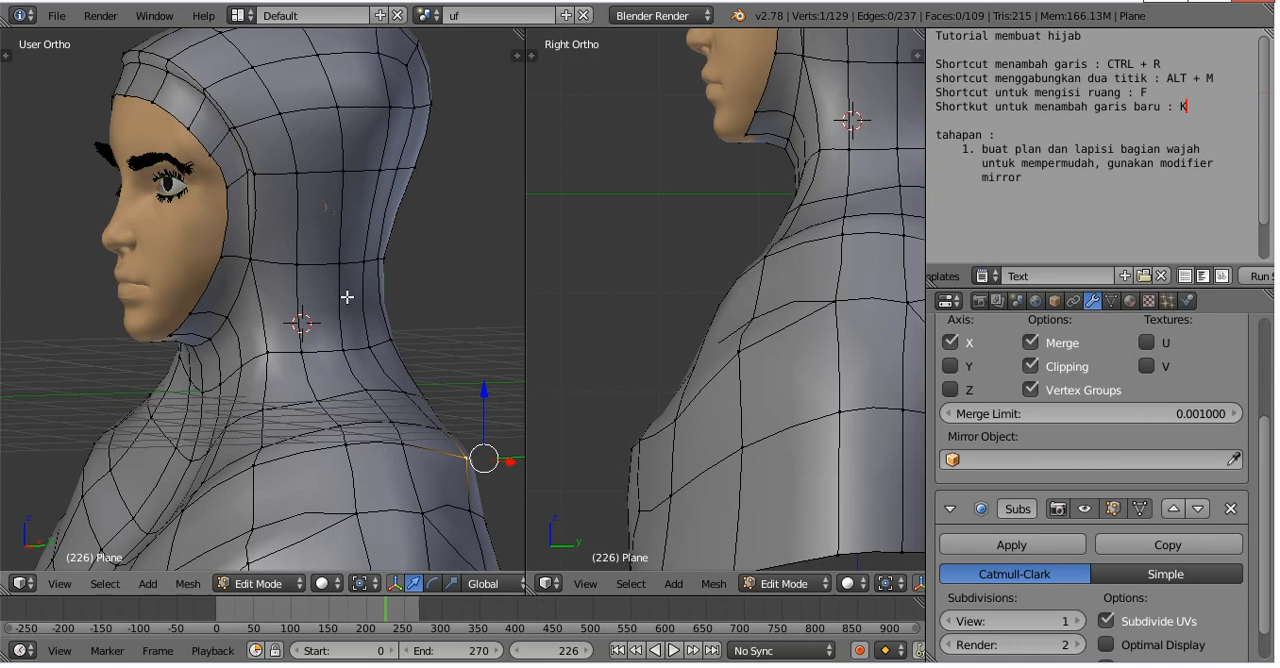 File Render Window Help Default uf Blender Render v2.78 | Verts:1/129 | Edges:0/237 | Faces:0/109 | Tris:215 | Mem:166.13M | Plane
User Ortho
Right Ortho
(226) Plane
(226) Plane
View Select Add Mesh Edit Mode Global
View Select Add Mesh Edit Mode
-250 -200 -150 -100 -50 0 50 100 150 200 250 300 350 400 450 500 550 600 650 700 750 800 850 900
View Marker Frame Playback Start: 0 End: 270 226 No Sync
Tutorial membuat hijab
Shortcut menambah garis : CTRL + R
shortcut menggabungkan dua titik : ALT + M
Shortcut untuk mengisi ruang : F
Shortkut untuk menambah garis baru : K
tahapan :
1. buat plan dan lapisi bagian wajah
untuk mempermudah, gunakan modifier
mirror
nplates Text Run S
Axis: Options: Textures:
X Merge U
Y Clipping V
Z Vertex Groups
Merge Limit: 0.001000
Mirror Object:
Subs
Apply Copy
Catmull-Clark Simple
Subdivisions: Options:
View: 1 Subdivide UVs
Render: 2 Optimal Display